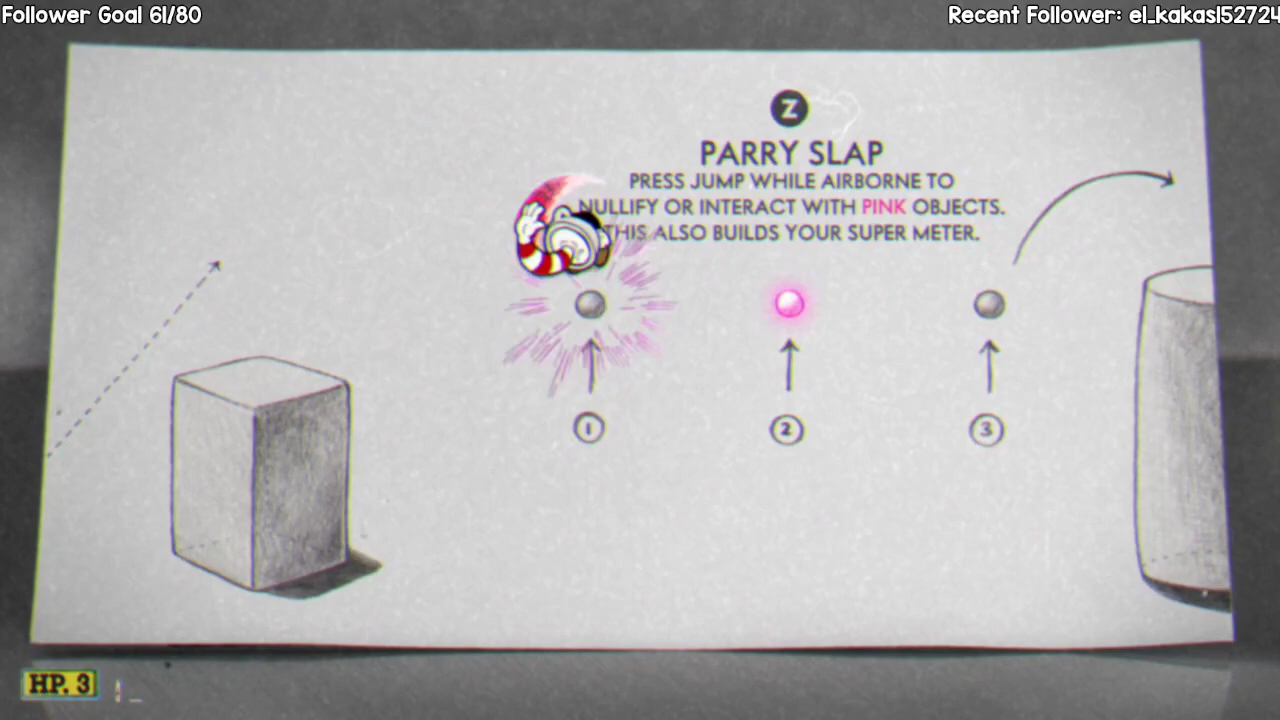 Follower Goal 61/80
Recent Follower: el_kakas152724
Z
PARRY SLAP
PRESS JUMP WHILE AIRBORNE TO
NULLIFY OR INTERACT WITH PINK OBJECTS.
THIS ALSO BUILDS YOUR SUPER METER.
1 2 3
HP. 3